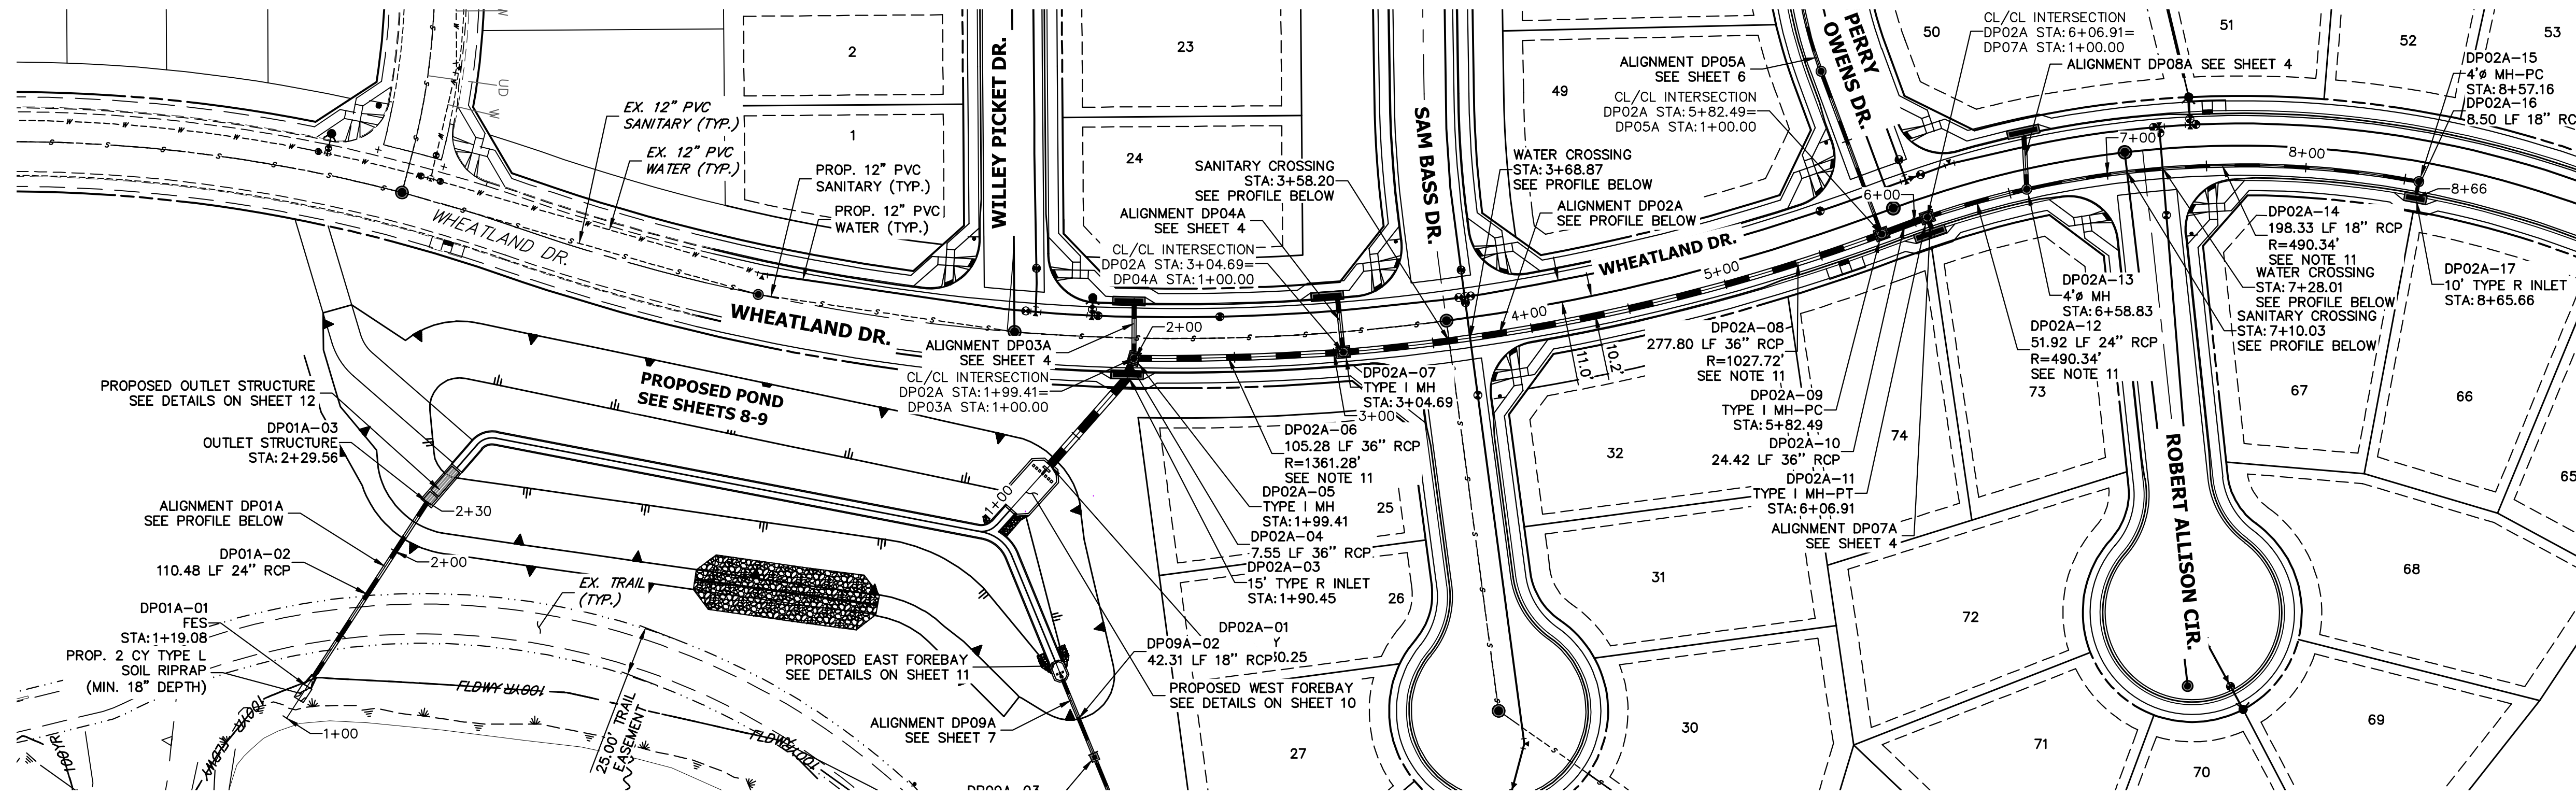 WHEATLAND DR.
WHEATLAND DR.
WHEATLAND DR.
WILLEY PICKET DR.
SAM BASS DR.
PERRY
OWENS DR.
ROBERT ALLISON CIR.
EX. 12" PVC
SANITARY (TYP.)
EX. 12" PVC
WATER (TYP.)
PROP. 12" PVC
SANITARY (TYP.)
PROP. 12" PVC
WATER (TYP.)
UD
W
2
1
23
24
49
50
51
52
53
SANITARY CROSSING
STA: 3+58.20
SEE PROFILE BELOW
ALIGNMENT DP04A
SEE SHEET 4
CL/CL INTERSECTION
DP02A STA: 3+04.69=
DP04A STA: 1+00.00
WATER CROSSING
STA: 3+68.87
SEE PROFILE BELOW
ALIGNMENT DP02A
SEE PROFILE BELOW
ALIGNMENT DP05A
SEE SHEET 6
CL/CL INTERSECTION
DP02A STA: 5+82.49=
DP05A STA: 1+00.00
CL/CL INTERSECTION
DP02A STA: 6+06.91=
DP07A STA: 1+00.00
ALIGNMENT DP08A SEE SHEET 4
DP02A-15
4'ø MH-PC
STA: 8+57.16
DP02A-16
8.50 LF 18" RC
2+00
3+00
4+00
5+00
6+00
7+00
8+00
8+66
ALIGNMENT DP03A
SEE SHEET 4
CL/CL INTERSECTION
DP02A STA: 1+99.41=
DP03A STA: 1+00.00
PROPOSED POND
SEE SHEETS 8-9
PROPOSED OUTLET STRUCTURE
SEE DETAILS ON SHEET 12
DP01A-03
OUTLET STRUCTURE
STA: 2+29.56
ALIGNMENT DP01A
SEE PROFILE BELOW
DP01A-02
110.48 LF 24" RCP
DP01A-01
FES
STA: 1+19.08
PROP. 2 CY TYPE L
SOIL RIPRAP
(MIN. 18" DEPTH)
2+30
2+00
1+00
1+00
EX. TRAIL
(TYP.)
25.00' TRAIL
EASEMENT
FLDWY
100YR
FLDWY
100YR
FLDWY
100YR
100YR
PROPOSED EAST FOREBAY
SEE DETAILS ON SHEET 11
ALIGNMENT DP09A
SEE SHEET 7
DP09A-02
42.31 LF 18" RCP
DP02A-01
Y
50.25
PROPOSED WEST FOREBAY
SEE DETAILS ON SHEET 10
DP09A-03
DP02A-07
TYPE I MH
STA: 3+04.69
DP02A-06
105.28 LF 36" RCP
R=1361.28'
SEE NOTE 11
DP02A-05
TYPE I MH
STA: 1+99.41
DP02A-04
7.55 LF 36" RCP
DP02A-03
15' TYPE R INLET
STA: 1+90.45
11.0'
10.2'
DP02A-08
277.80 LF 36" RCP
R=1027.72'
SEE NOTE 11
DP02A-09
TYPE I MH-PC
STA: 5+82.49
DP02A-10
24.42 LF 36" RCP
DP02A-11
TYPE I MH-PT
STA: 6+06.91
ALIGNMENT DP07A
SEE SHEET 4
DP02A-13
4'ø MH
STA: 6+58.83
DP02A-12
51.92 LF 24" RCP
R=490.34'
SEE NOTE 11
DP02A-14
198.33 LF 18" RCP
R=490.34'
SEE NOTE 11
WATER CROSSING
STA: 7+28.01
SEE PROFILE BELOW
SANITARY CROSSING
STA: 7+10.03
SEE PROFILE BELOW
DP02A-17
10' TYPE R INLET
STA: 8+65.66
25
26
27
30
31
32
74
73
72
71
70
69
68
67
66
65